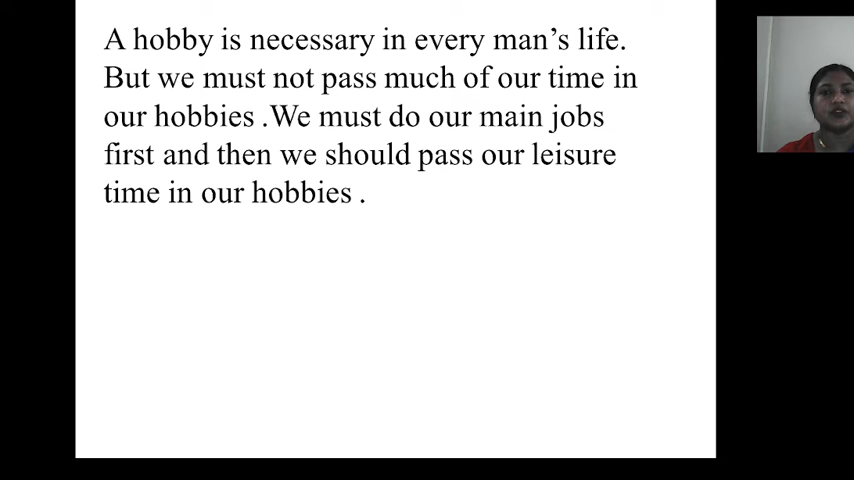 A hobby is necessary in every man’s life.
But we must not pass much of our time in
our hobbies .We must do our main jobs
first and then we should pass our leisure
time in our hobbies .